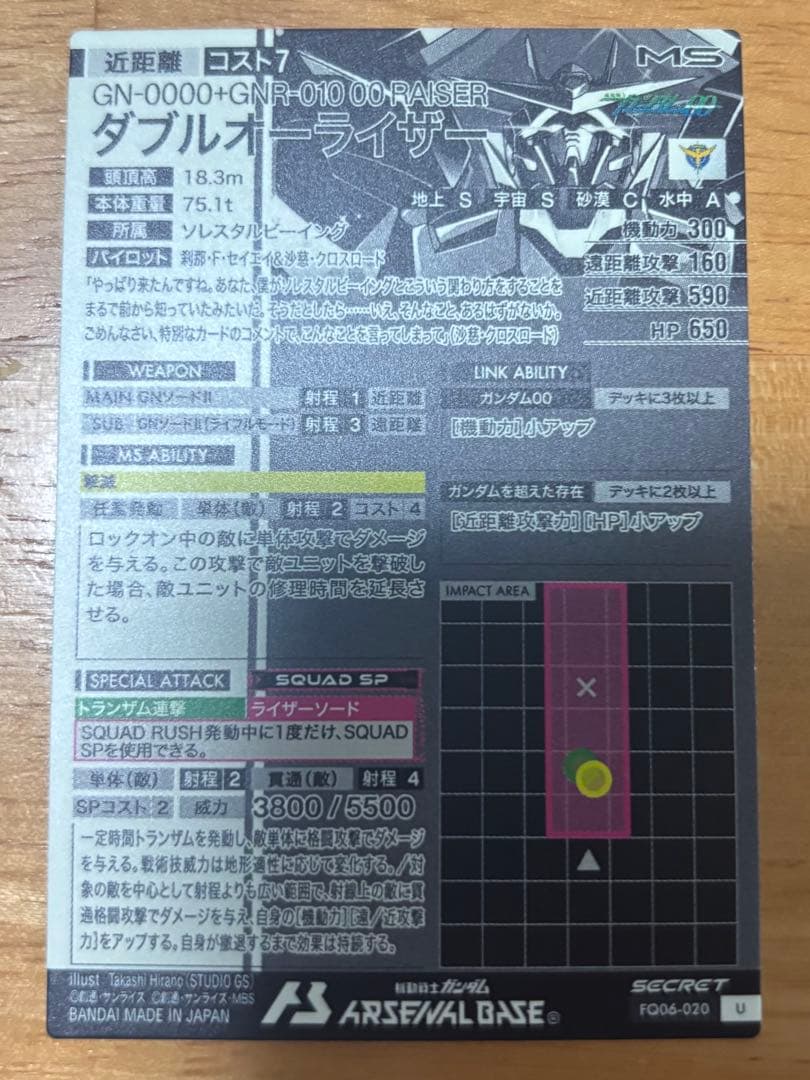 近距離 コスト7 MS
GN-0000+GNR-010 00 RAISER
ダブルオーライザー
ガンダム00
頭頂高 18.3m
本体重量 75.1t
所属 ソレスタルビーイング
パイロット 刹那・F・セイエイ&沙慈・クロスロード
地上 S 宇宙 S 砂漠 C 水中 A
機動力 300
遠距離攻撃 160
近距離攻撃 590
HP 650
「やっぱり来たんですね。あなた、僕がソレスタルビーイングとこういう関わり方をすることを
まるで前から知っていたみたいだ。そうだとしたら……いえ、そんなこと、あるはずがないか。
ごめんなさい、特別なカードのコメントで、こんなことを言ってしまって」(沙慈・クロスロード)
WEAPON
MAIN GNソードII 射程 1 近距離
SUB GNソードII(ライフルモード) 射程 3 遠距離
MS ABILITY
撃滅
任意発動 単体(敵) 射程 2 コスト 4
ロックオン中の敵に単体攻撃でダメージ
を与える。この攻撃で敵ユニットを撃破し
た場合、敵ユニットの修理時間を延長さ
せる。
LINK ABILITY
ガンダム00 デッキに3枚以上
[機動力]小アップ
ガンダムを超えた存在 デッキに2枚以上
[近距離攻撃力][HP]小アップ
IMPACT AREA
SPECIAL ATTACK SQUAD SP
トランザム連撃 ライザーソード
SQUAD RUSH発動中に1度だけ、SQUAD
SPを使用できる。
単体(敵) 射程 2 貫通(敵) 射程 4
SPコスト 2 威力 3800/5500
一定時間トランザムを発動し、敵単体に格闘攻撃でダメージ
を与える。戦術技威力は地形適性に応じて変化する。/対
象の敵を中心として射程よりも広い範囲で、射線上の敵に貫
通格闘攻撃でダメージを与え、自身の[機動力][遠/近攻撃
力]をアップする。自身が撤退するまで効果は持続する。
illust Takashi Hirano(STUDIO GS)
©創通・サンライズ ©創通・サンライズ・MBS
BANDAI MADE IN JAPAN
機動戦士ガンダム
ARSENAL BASE
SECRET
FQ06-020 U